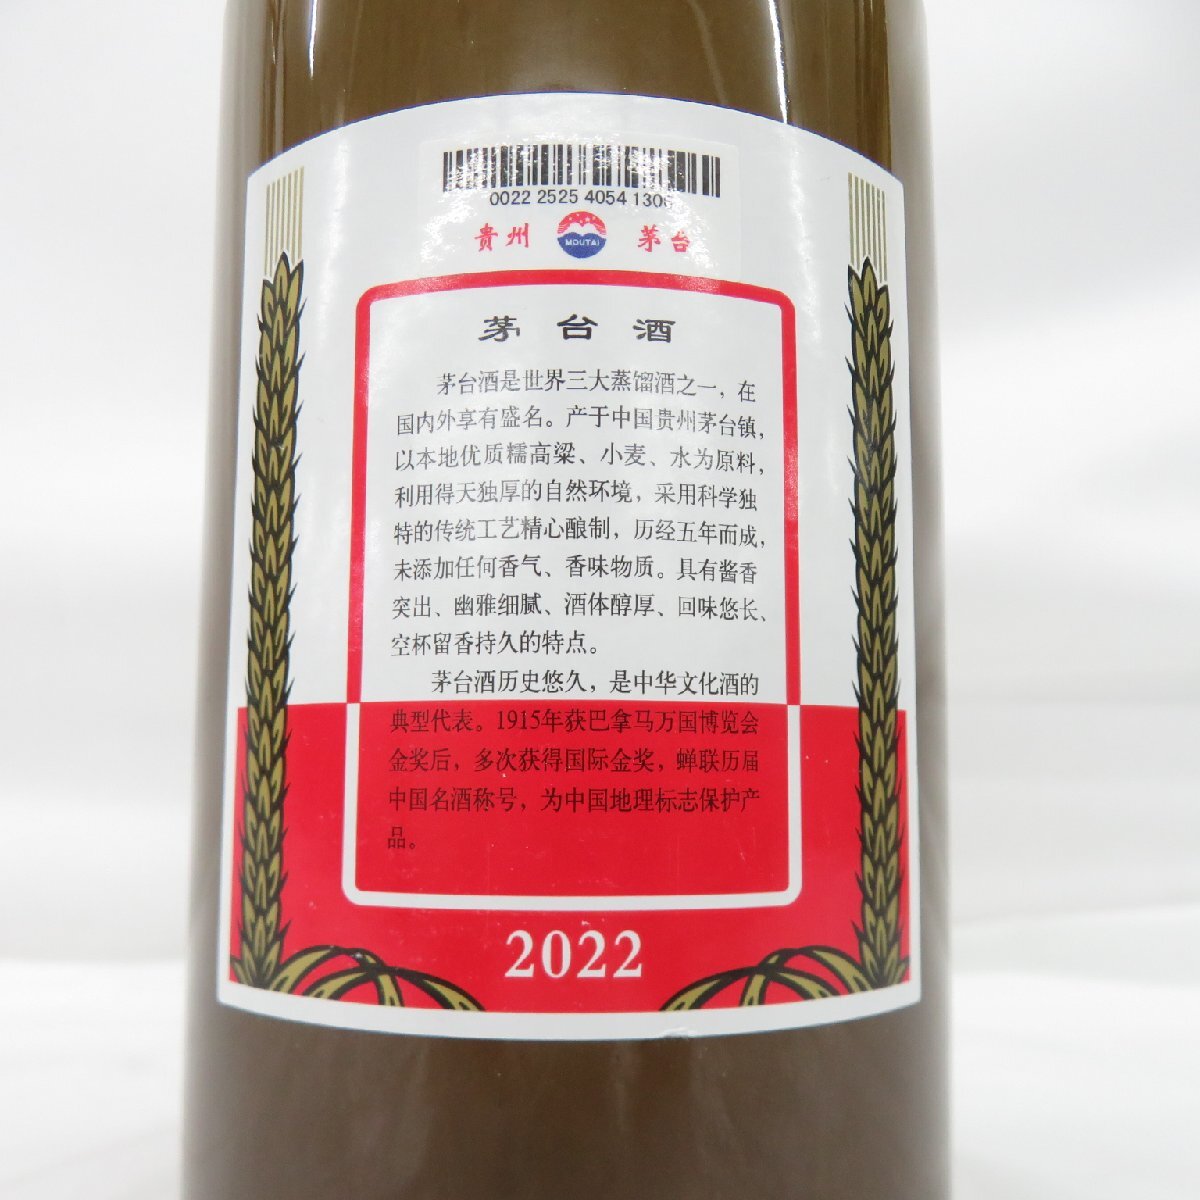 0022 2525 4054 1306
贵州 MOUTAI 茅台
茅台酒
茅台酒是世界三大蒸馏酒之一，在
国内外享有盛名。产于中国贵州茅台镇，
以本地优质糯高粱、小麦、水为原料，
利用得天独厚的自然环境，采用科学独
特的传统工艺精心酿制，历经五年而成，
未添加任何香气、香味物质。具有酱香
突出、幽雅细腻、酒体醇厚、回味悠长、
空杯留香持久的特点。
茅台酒历史悠久，是中华文化酒的
典型代表。1915年获巴拿马万国博览会
金奖后，多次获得国际金奖，蝉联历届
中国名酒称号，为中国地理标志保护产
品。
2022